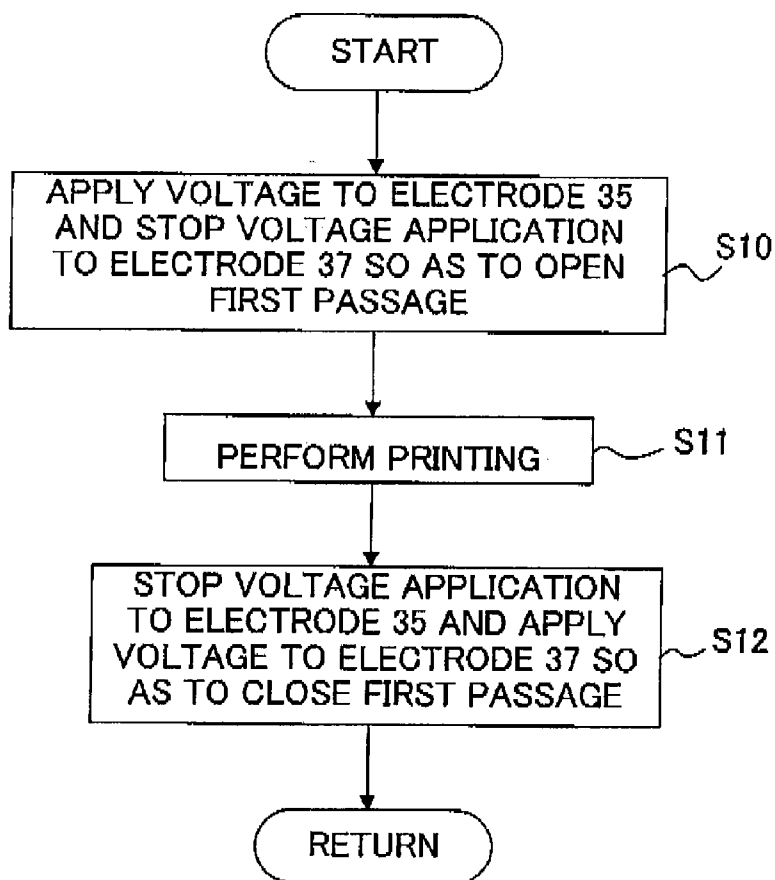 START
APPLY VOLTAGE TO ELECTRODE 35
AND STOP VOLTAGE APPLICATION
TO ELECTRODE 37 SO AS TO OPEN
FIRST PASSAGE
S10
PERFORM PRINTING
S11
STOP VOLTAGE APPLICATION
TO ELECTRODE 35 AND APPLY
VOLTAGE TO ELECTRODE 37 SO
AS TO CLOSE FIRST PASSAGE
S12
RETURN